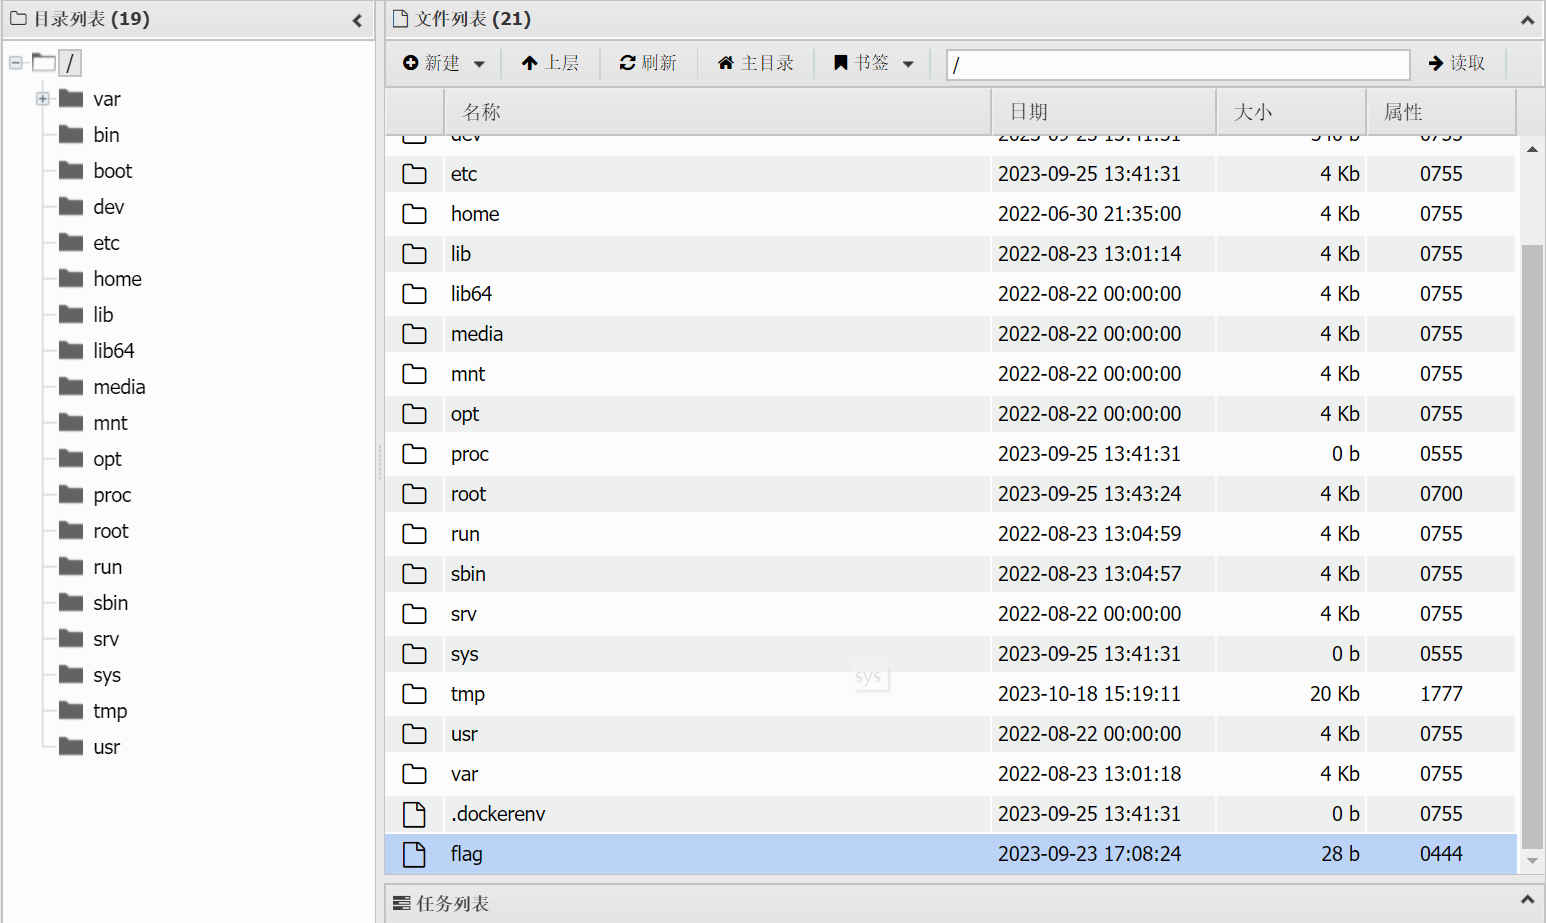 目录列表 (19)
/
var
bin
boot
dev
etc
home
lib
lib64
media
mnt
opt
proc
root
run
sbin
srv
sys
tmp
usr
文件列表 (21)
新建 上层 刷新 主目录 书签 / 读取
名称 日期 大小 属性
dev 2023-09-25 13:41:31 340 b 0755
etc 2023-09-25 13:41:31 4 Kb 0755
home 2022-06-30 21:35:00 4 Kb 0755
lib 2022-08-23 13:01:14 4 Kb 0755
lib64 2022-08-22 00:00:00 4 Kb 0755
media 2022-08-22 00:00:00 4 Kb 0755
mnt 2022-08-22 00:00:00 4 Kb 0755
opt 2022-08-22 00:00:00 4 Kb 0755
proc 2023-09-25 13:41:31 0 b 0555
root 2023-09-25 13:43:24 4 Kb 0700
run 2022-08-23 13:04:59 4 Kb 0755
sbin 2022-08-23 13:04:57 4 Kb 0755
srv 2022-08-22 00:00:00 4 Kb 0755
sys 2023-09-25 13:41:31 0 b 0555
sys
tmp 2023-10-18 15:19:11 20 Kb 1777
usr 2022-08-22 00:00:00 4 Kb 0755
var 2022-08-23 13:01:18 4 Kb 0755
.dockerenv 2023-09-25 13:41:31 0 b 0755
flag 2023-09-23 17:08:24 28 b 0444
任务列表